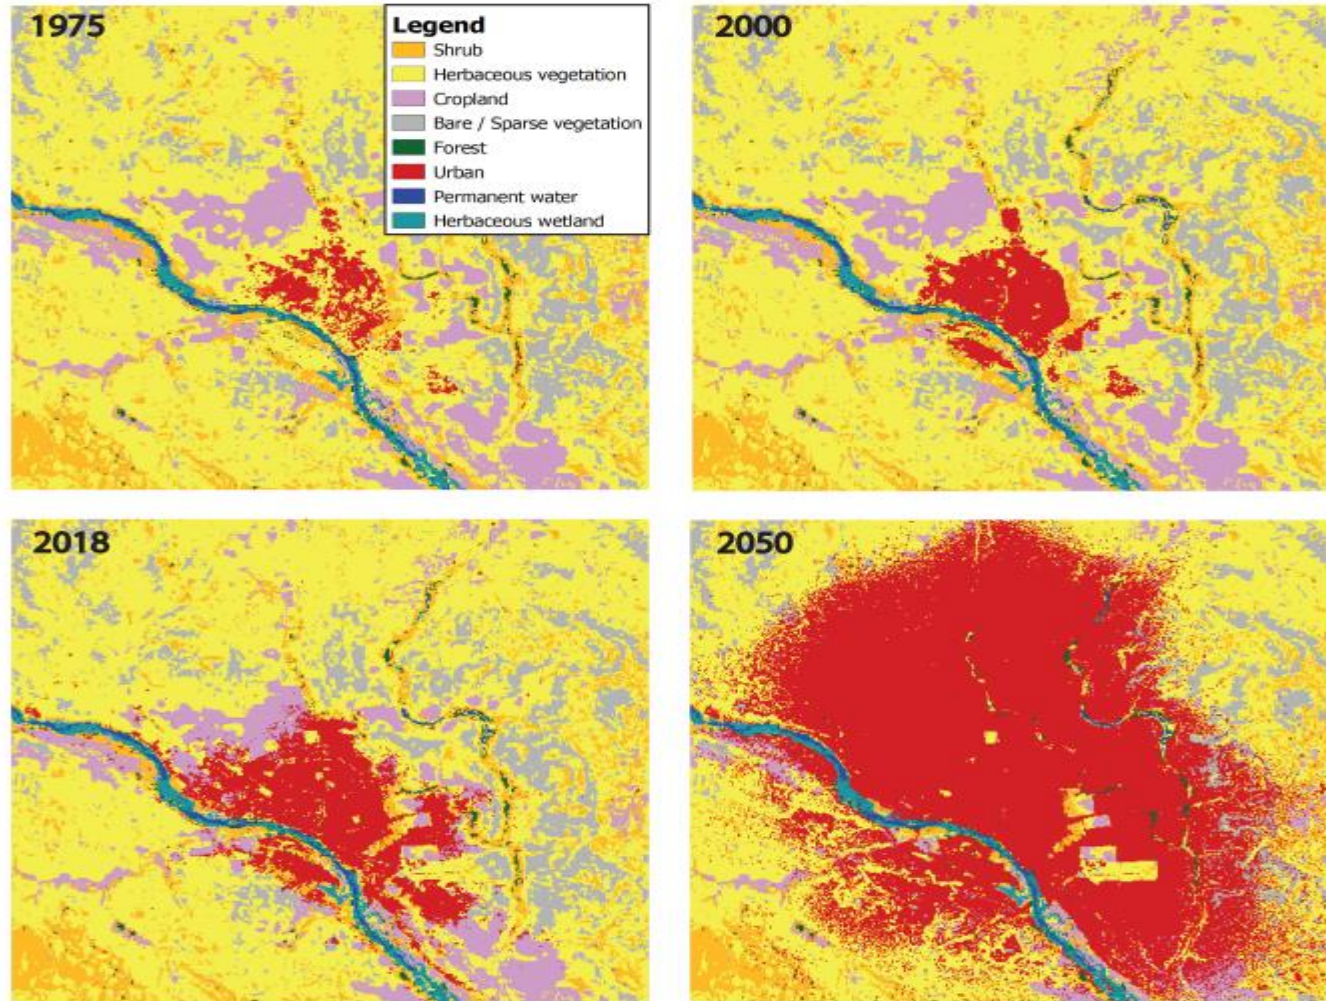 1975
Legend
Shrub
Herbaceous vegetation
Cropland
Bare / Sparse vegetation
Forest
Urban
Permanent water
Herbaceous wetland
2000
2018
2050